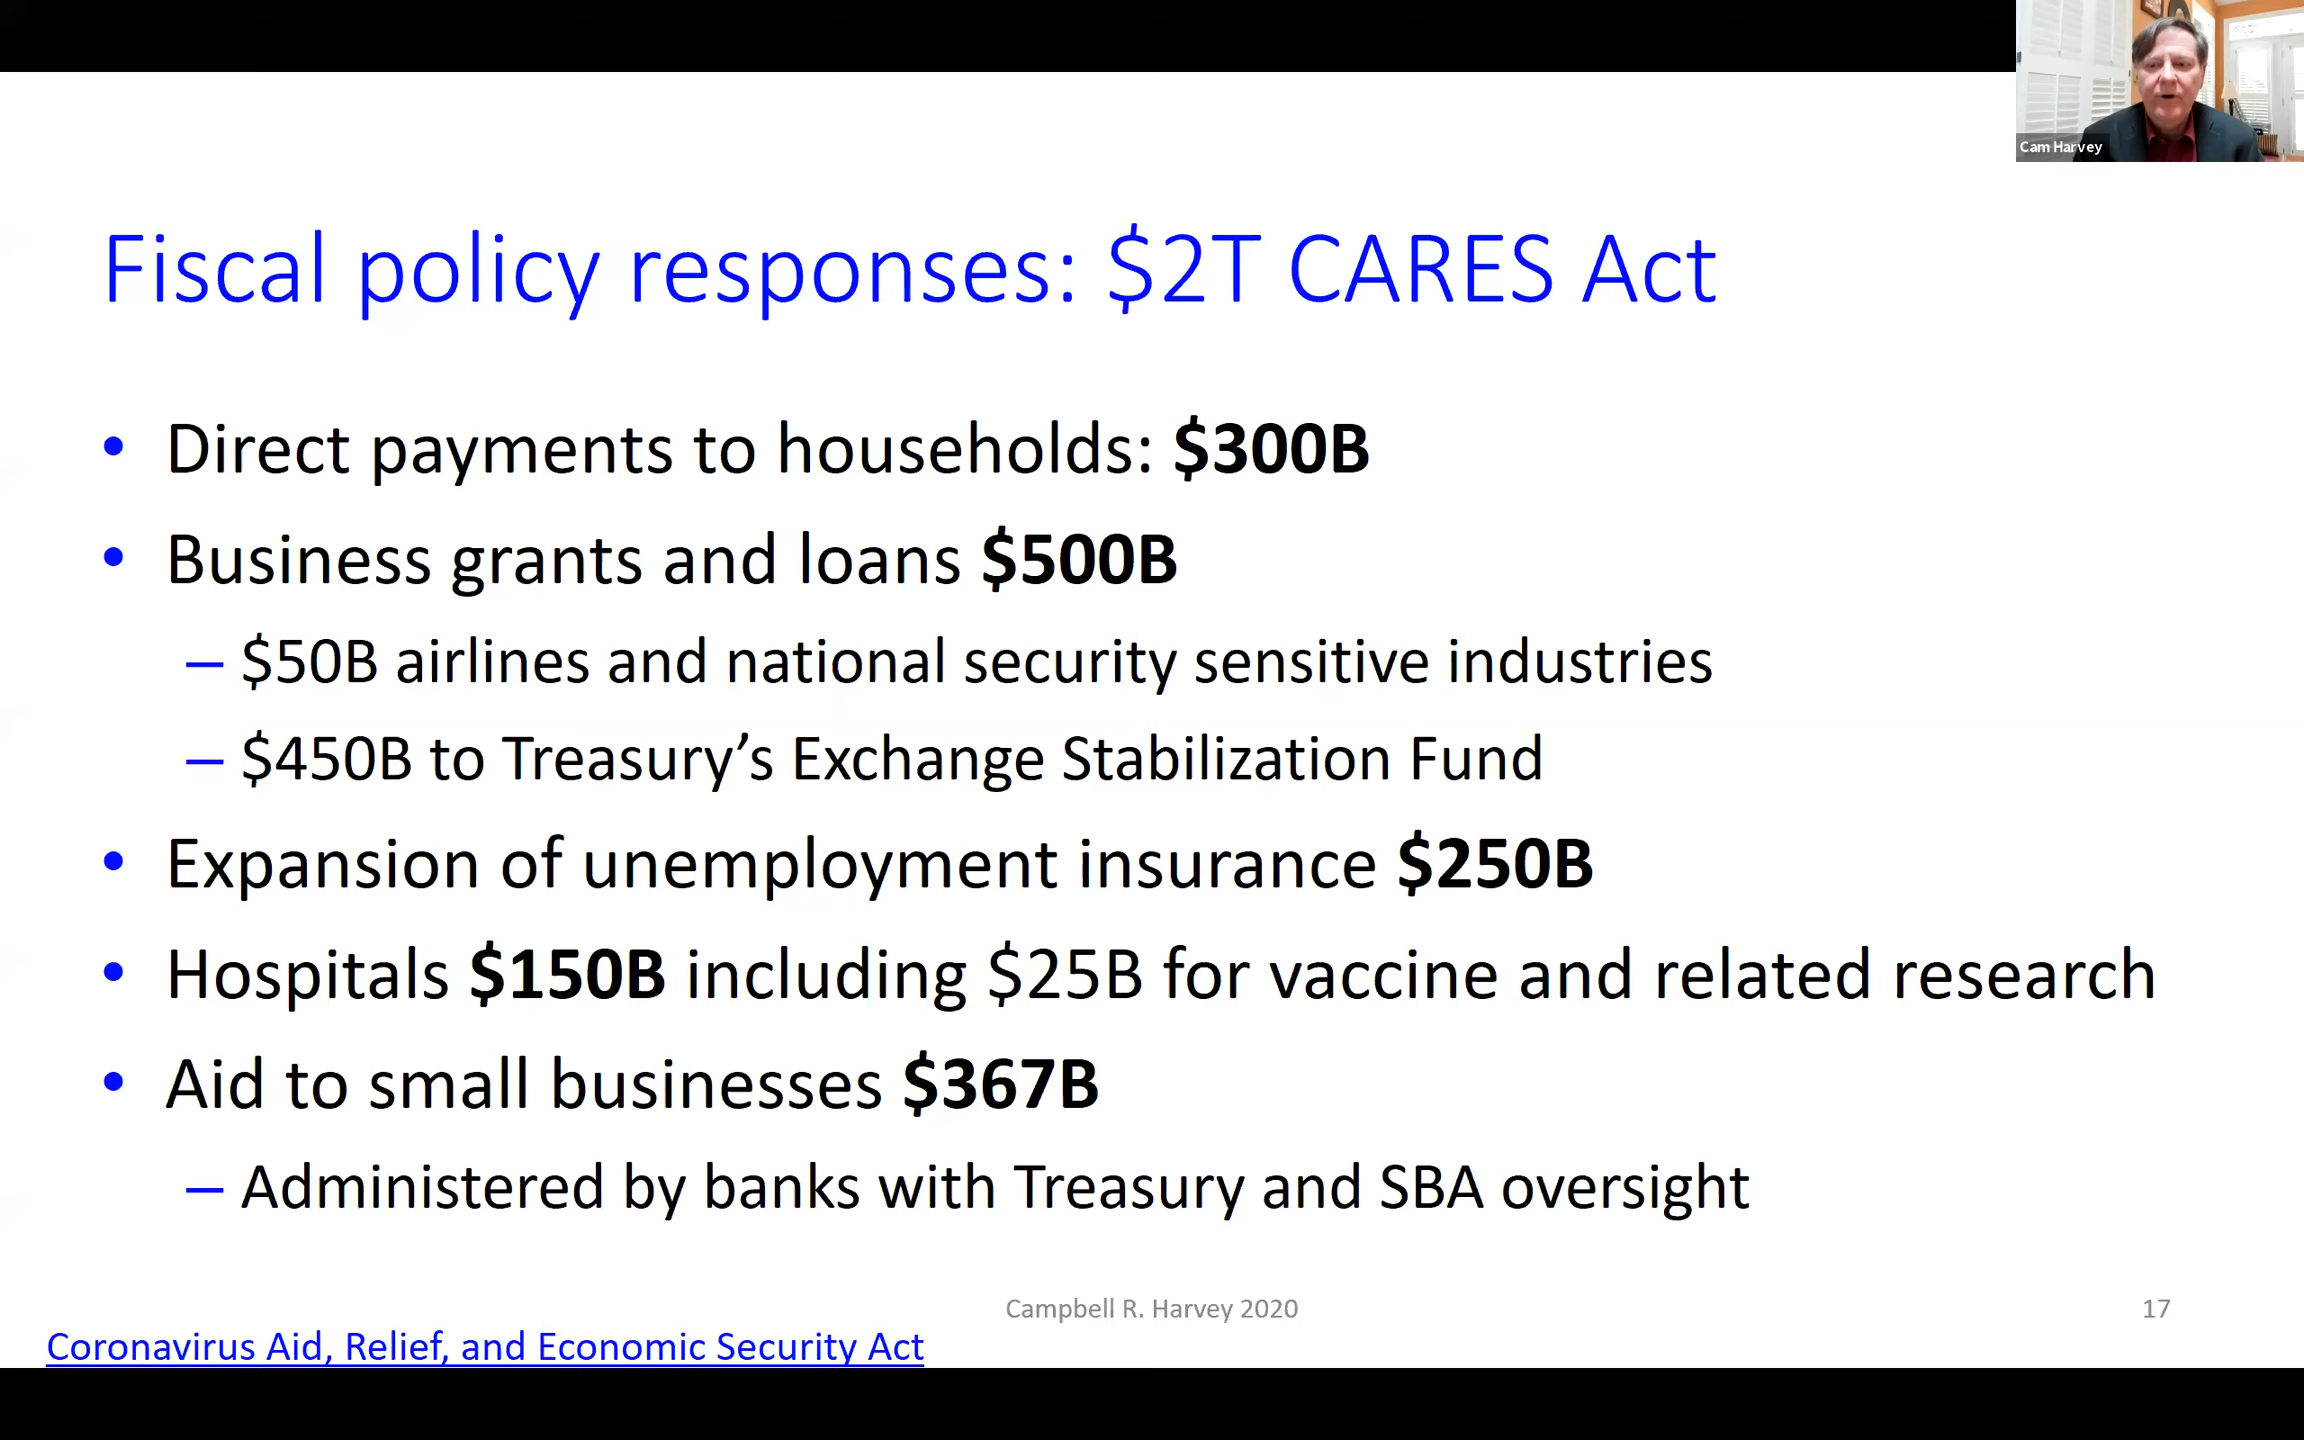 Cam Harvey
Fiscal policy responses: $2T CARES Act
• Direct payments to households: $300B
• Business grants and loans $500B
– $50B airlines and national security sensitive industries
– $450B to Treasury’s Exchange Stabilization Fund
• Expansion of unemployment insurance $250B
• Hospitals $150B including $25B for vaccine and related research
• Aid to small businesses $367B
– Administered by banks with Treasury and SBA oversight
Campbell R. Harvey 2020
17
Coronavirus Aid, Relief, and Economic Security Act